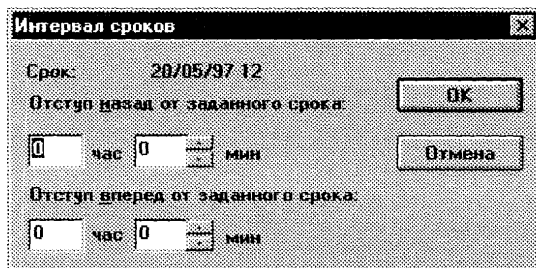 Интервал сроков
Срок: 20/05/97 12
Отступ назад от заданного срока:
OK
0 час 0 мин
Отмена
Отступ вперед от заданного срока:
0 час 0 мин